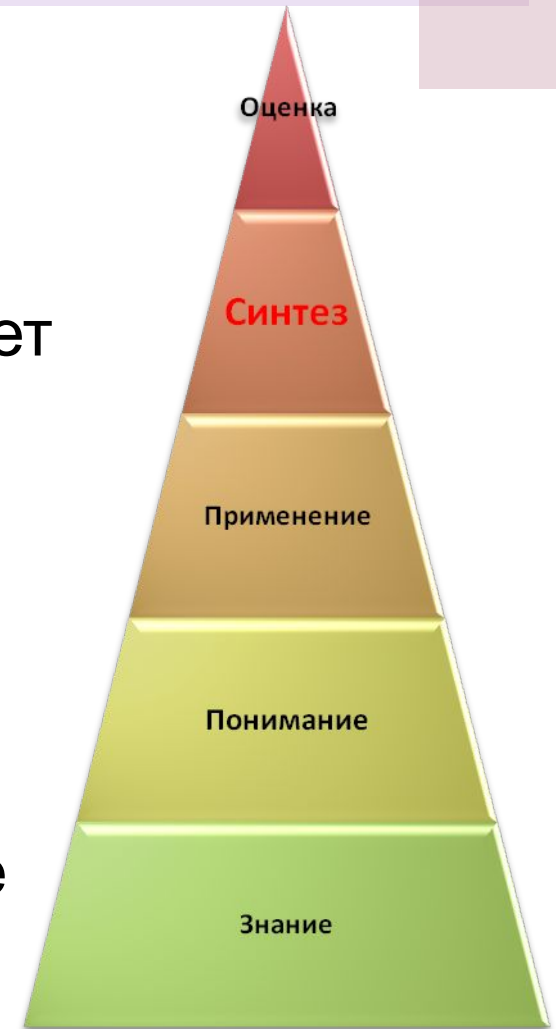 Оценка
Синтез
ет
Применение
Понимание
е
Знание